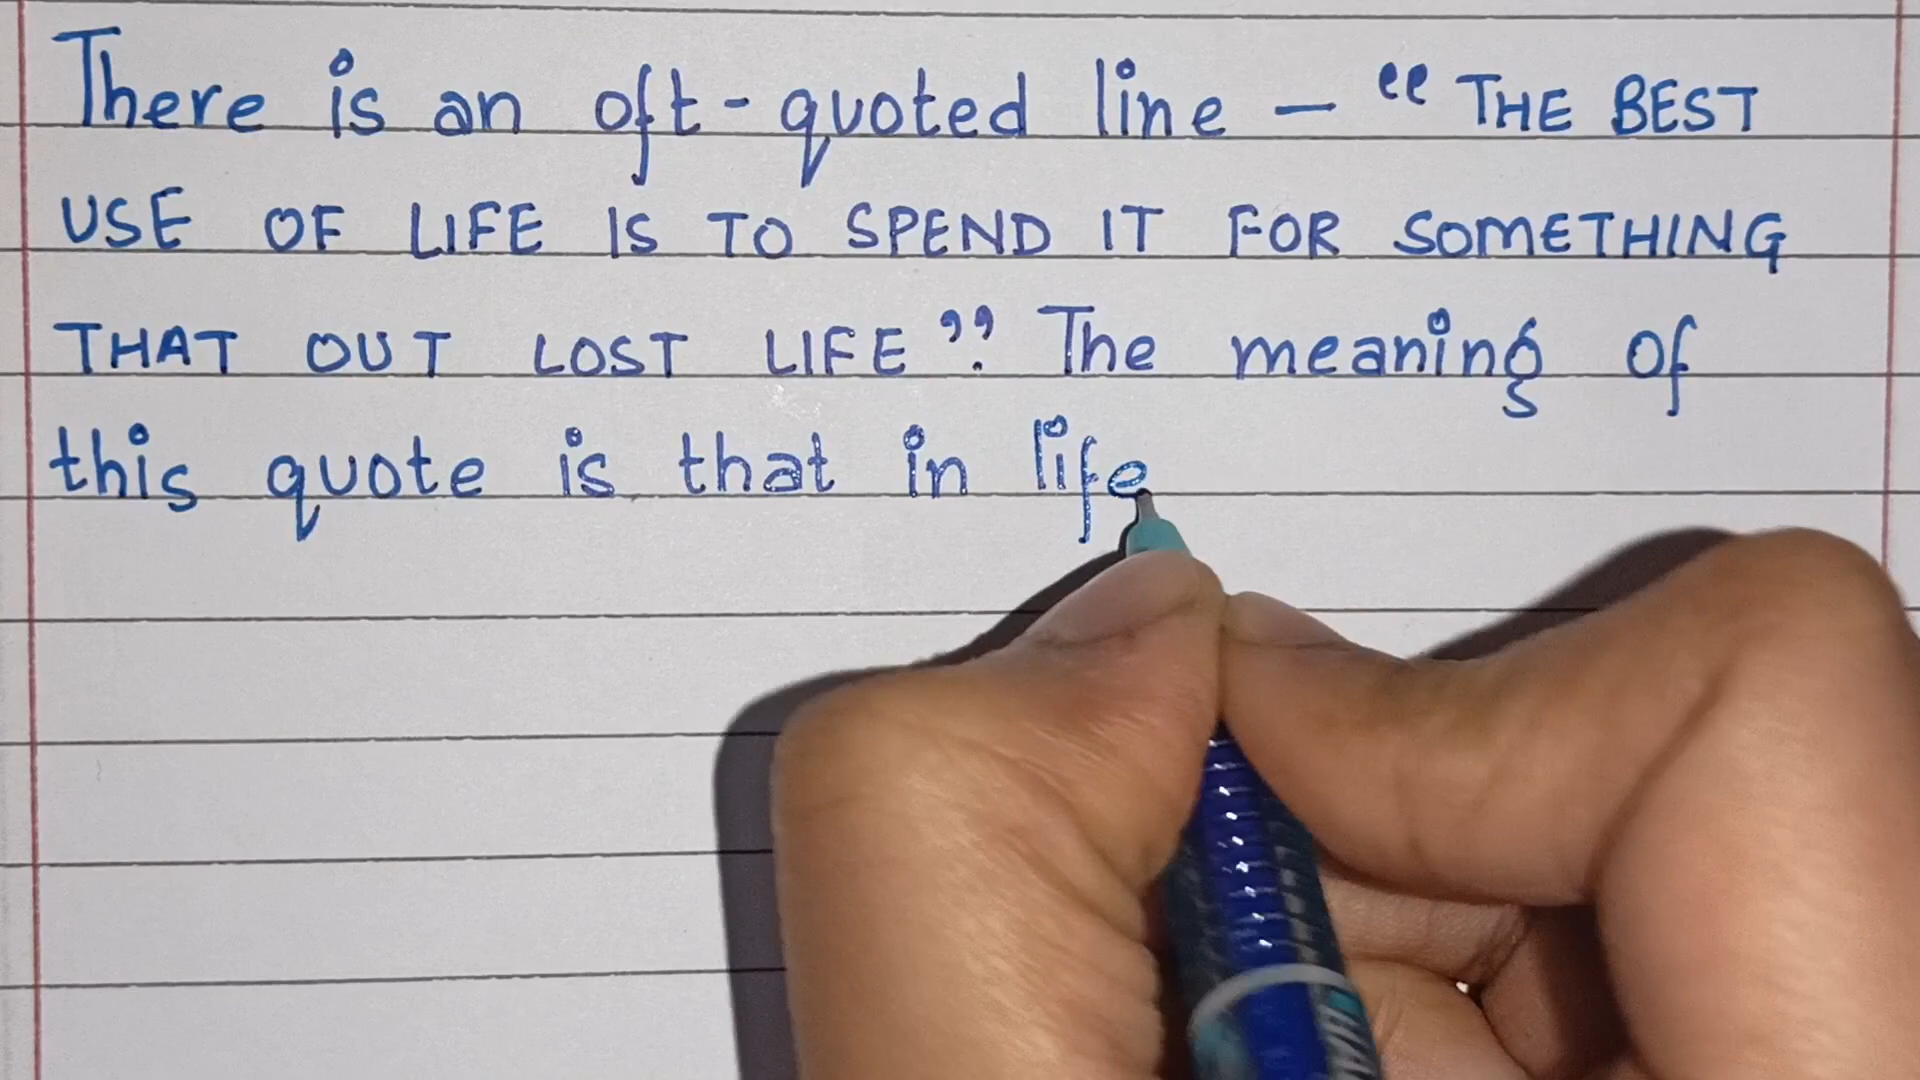 There is an oft-quoted line — “THE BEST
USE OF LIFE IS TO SPEND IT FOR SOMETHING
THAT OUT LOST LIFE”. The meaning of
this quote is that in life